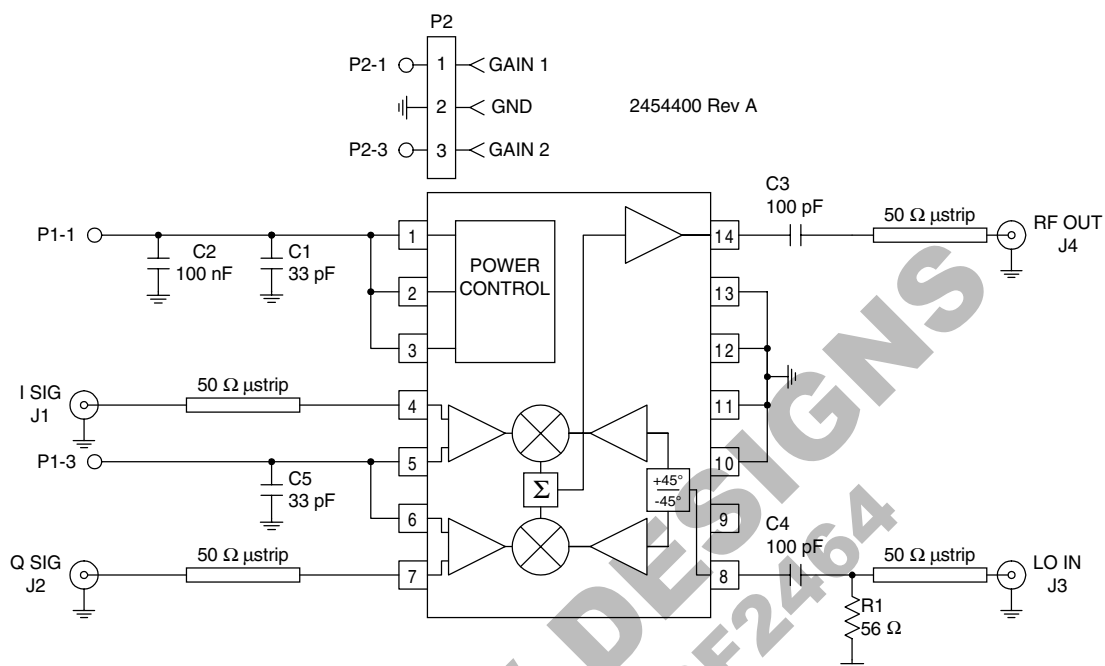 P2
P2-1 1 GAIN 1
2 GND
P2-3 3 GAIN 2
2454400 Rev A
C3
100 pF
50 Ω µstrip
RF OUT
J4
P1-1
C2
100 nF
C1
33 pF
1
2
3
POWER
CONTROL
14
13
12
11
10
9
8
I SIG
J1
50 Ω µstrip
4
P1-3
5
C5
33 pF
6
Q SIG
J2
50 Ω µstrip
7
Σ
+45°
-45°
C4
100 pF
50 Ω µstrip
LO IN
J3
R1
56 Ω
DESIGNS
F2464